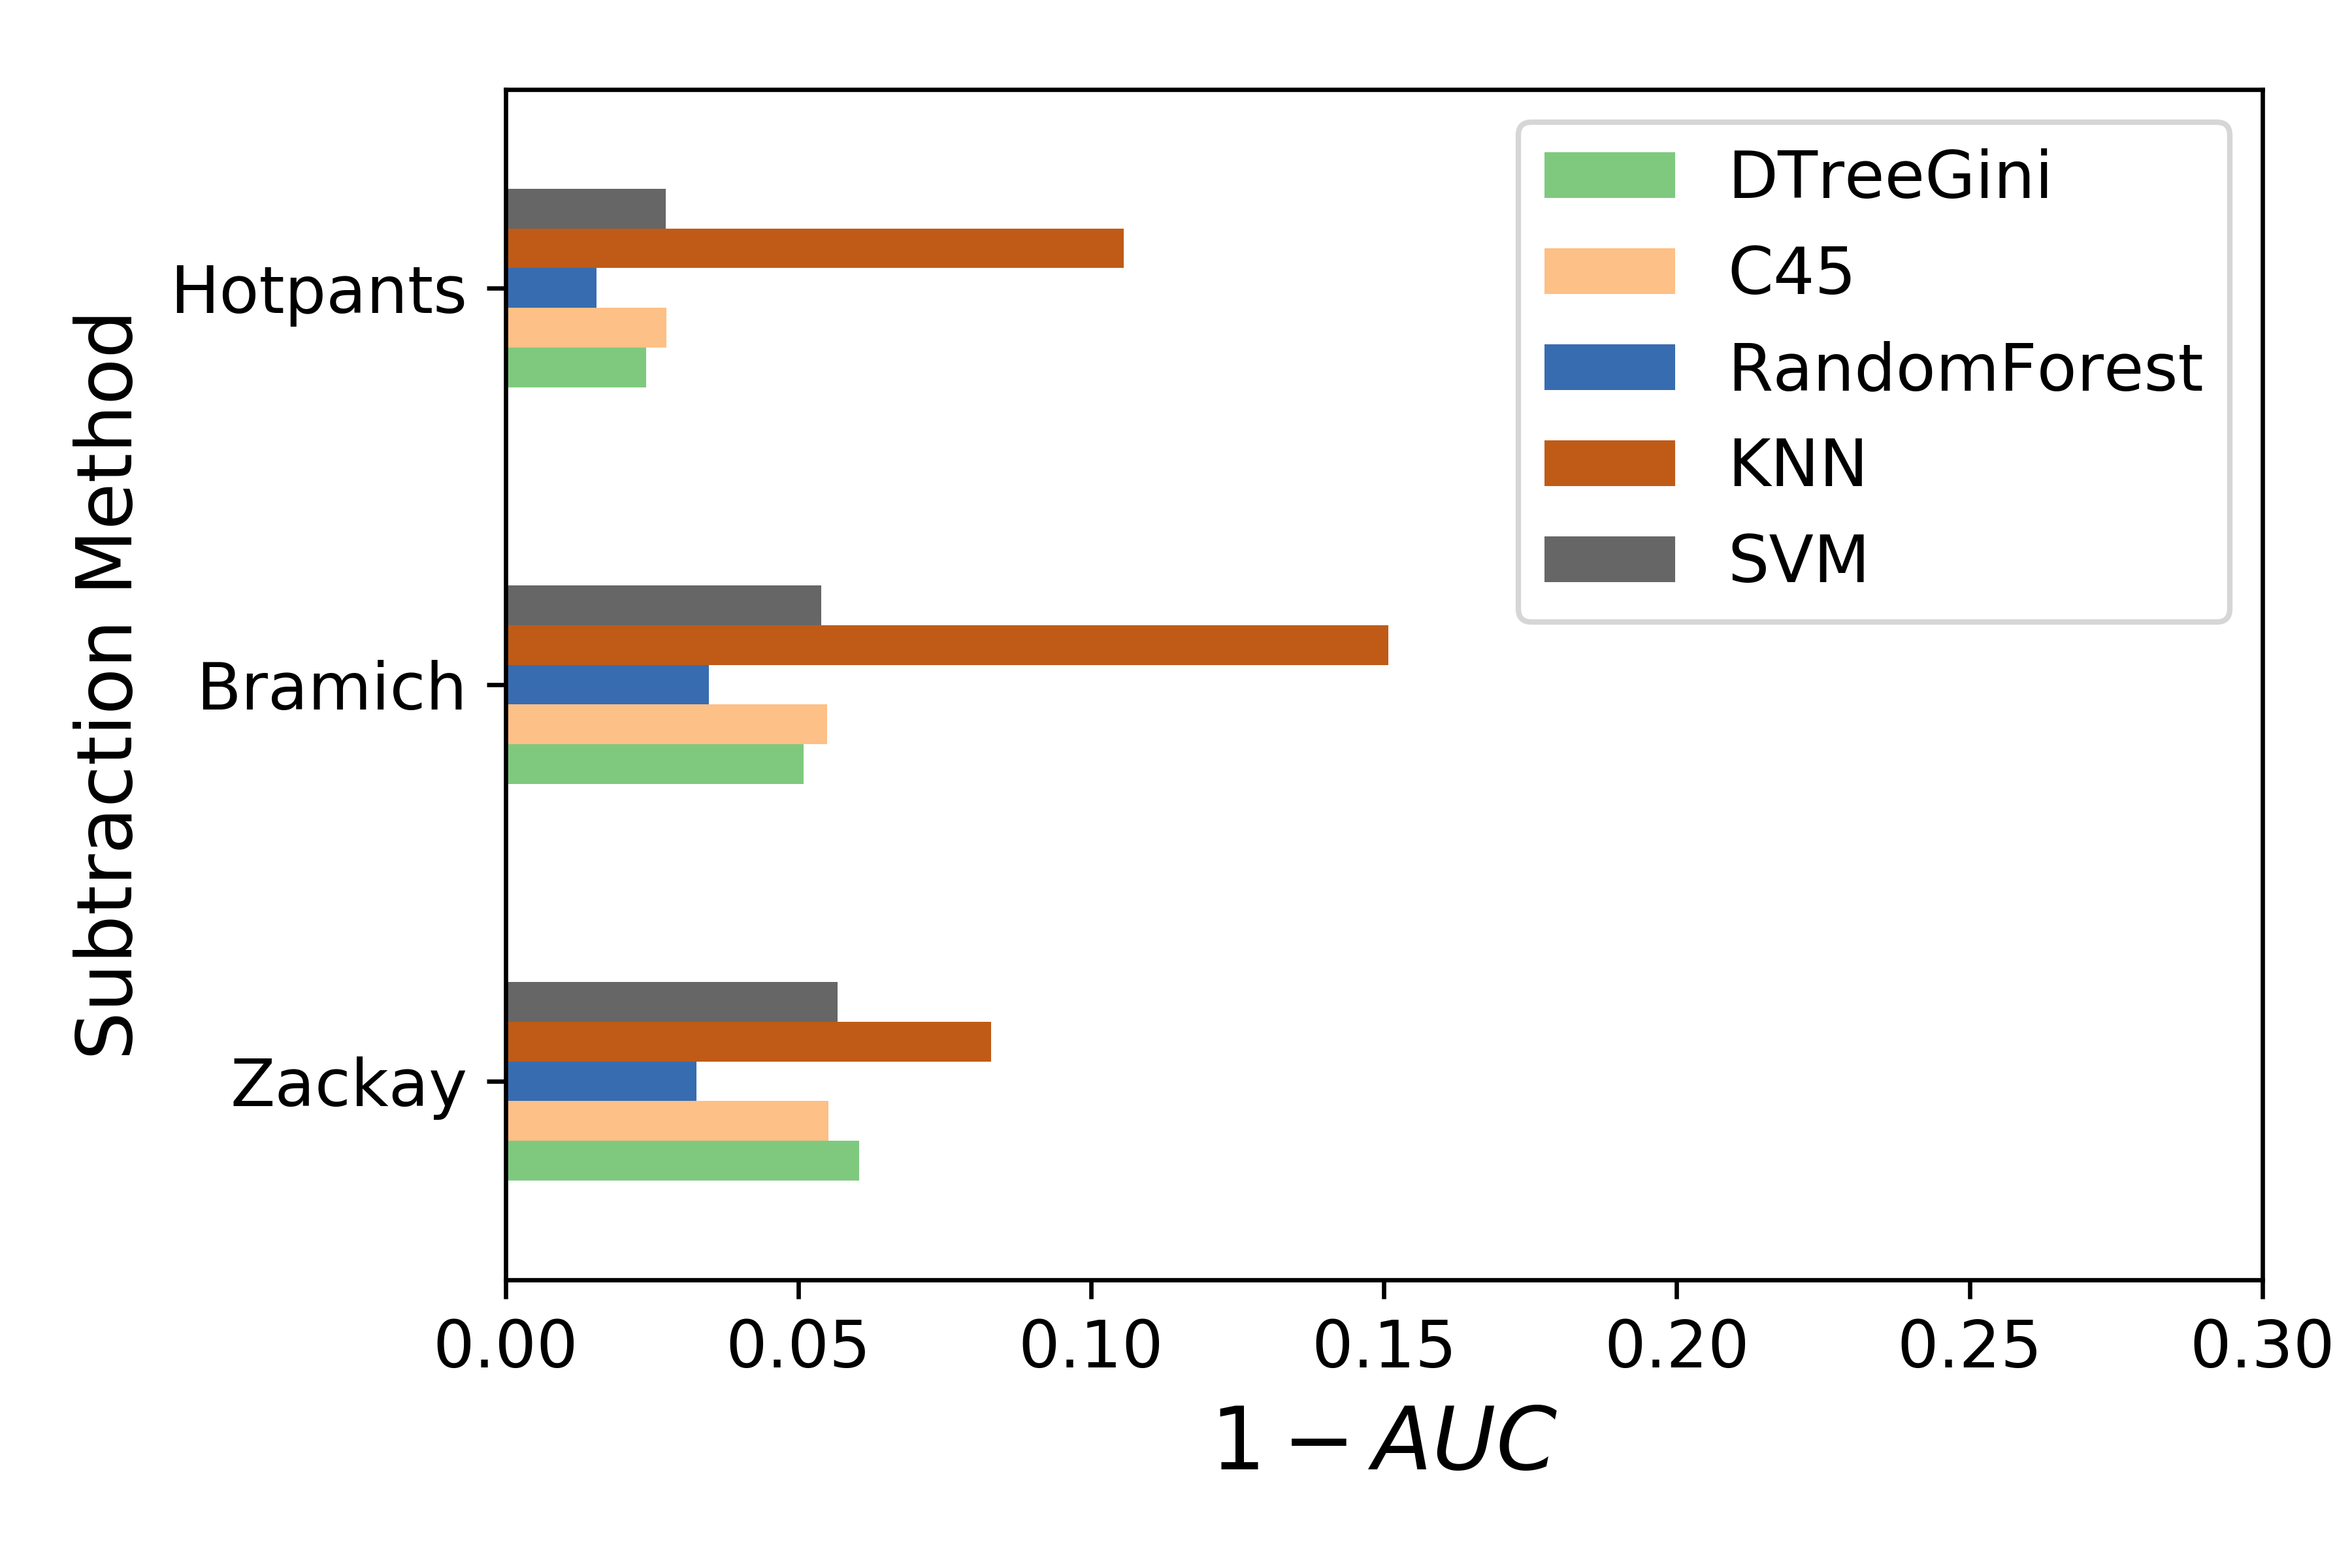 DTreeGini
C45
RandomForest
KNN
SVM
Subtraction Method
Hotpants
Bramich
Zackay
0.00 0.05 0.10 0.15 0.20 0.25 0.30
1 − AUC